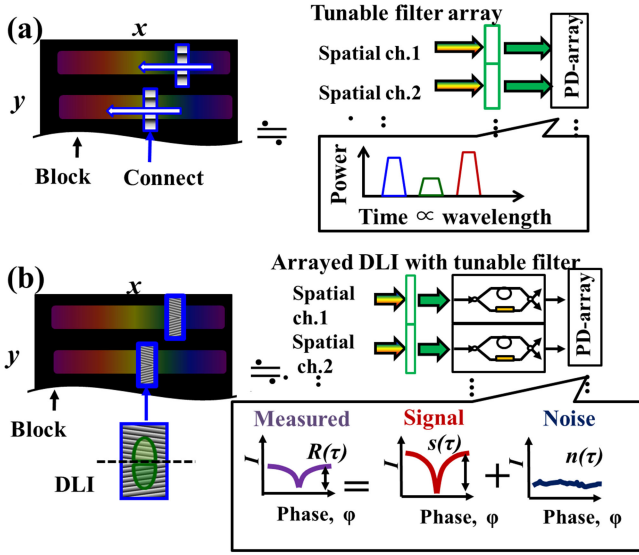 (a)
x
y
Block
Connect
≑
Tunable filter array
Spatial ch.1
Spatial ch.2
PD-array
Power
Time ∝ wavelength
(b)
x
y
Block
DLI
≑
Arrayed DLI with tunable filter
Spatial
ch.1
Spatial
ch.2
PD-array
Measured
Signal
Noise
I
R(τ)
=
I
s(τ)
+
I
n(τ)
Phase, φ
Phase, φ
Phase, φ